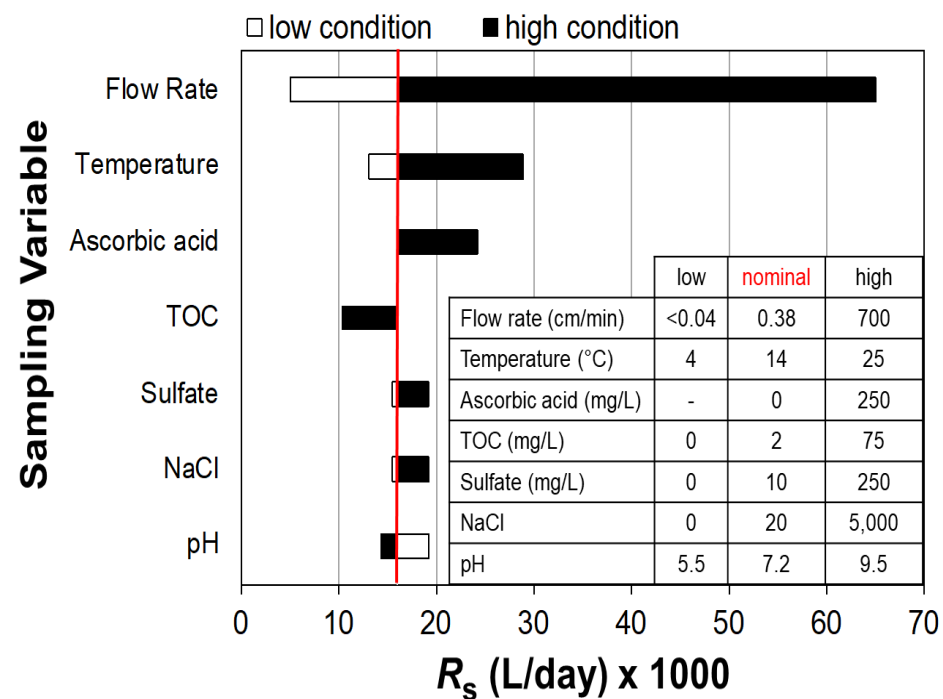 low condition high condition
Sampling Variable
Flow Rate
Temperature
Ascorbic acid
TOC
Sulfate
NaCl
pH
low nominal high
Flow rate (cm/min) <0.04 0.38 700
Temperature (°C) 4 14 25
Ascorbic acid (mg/L) - 0 250
TOC (mg/L) 0 2 75
Sulfate (mg/L) 0 10 250
NaCl 0 20 5,000
pH 5.5 7.2 9.5
0 10 20 30 40 50 60 70
Rs (L/day) x 1000